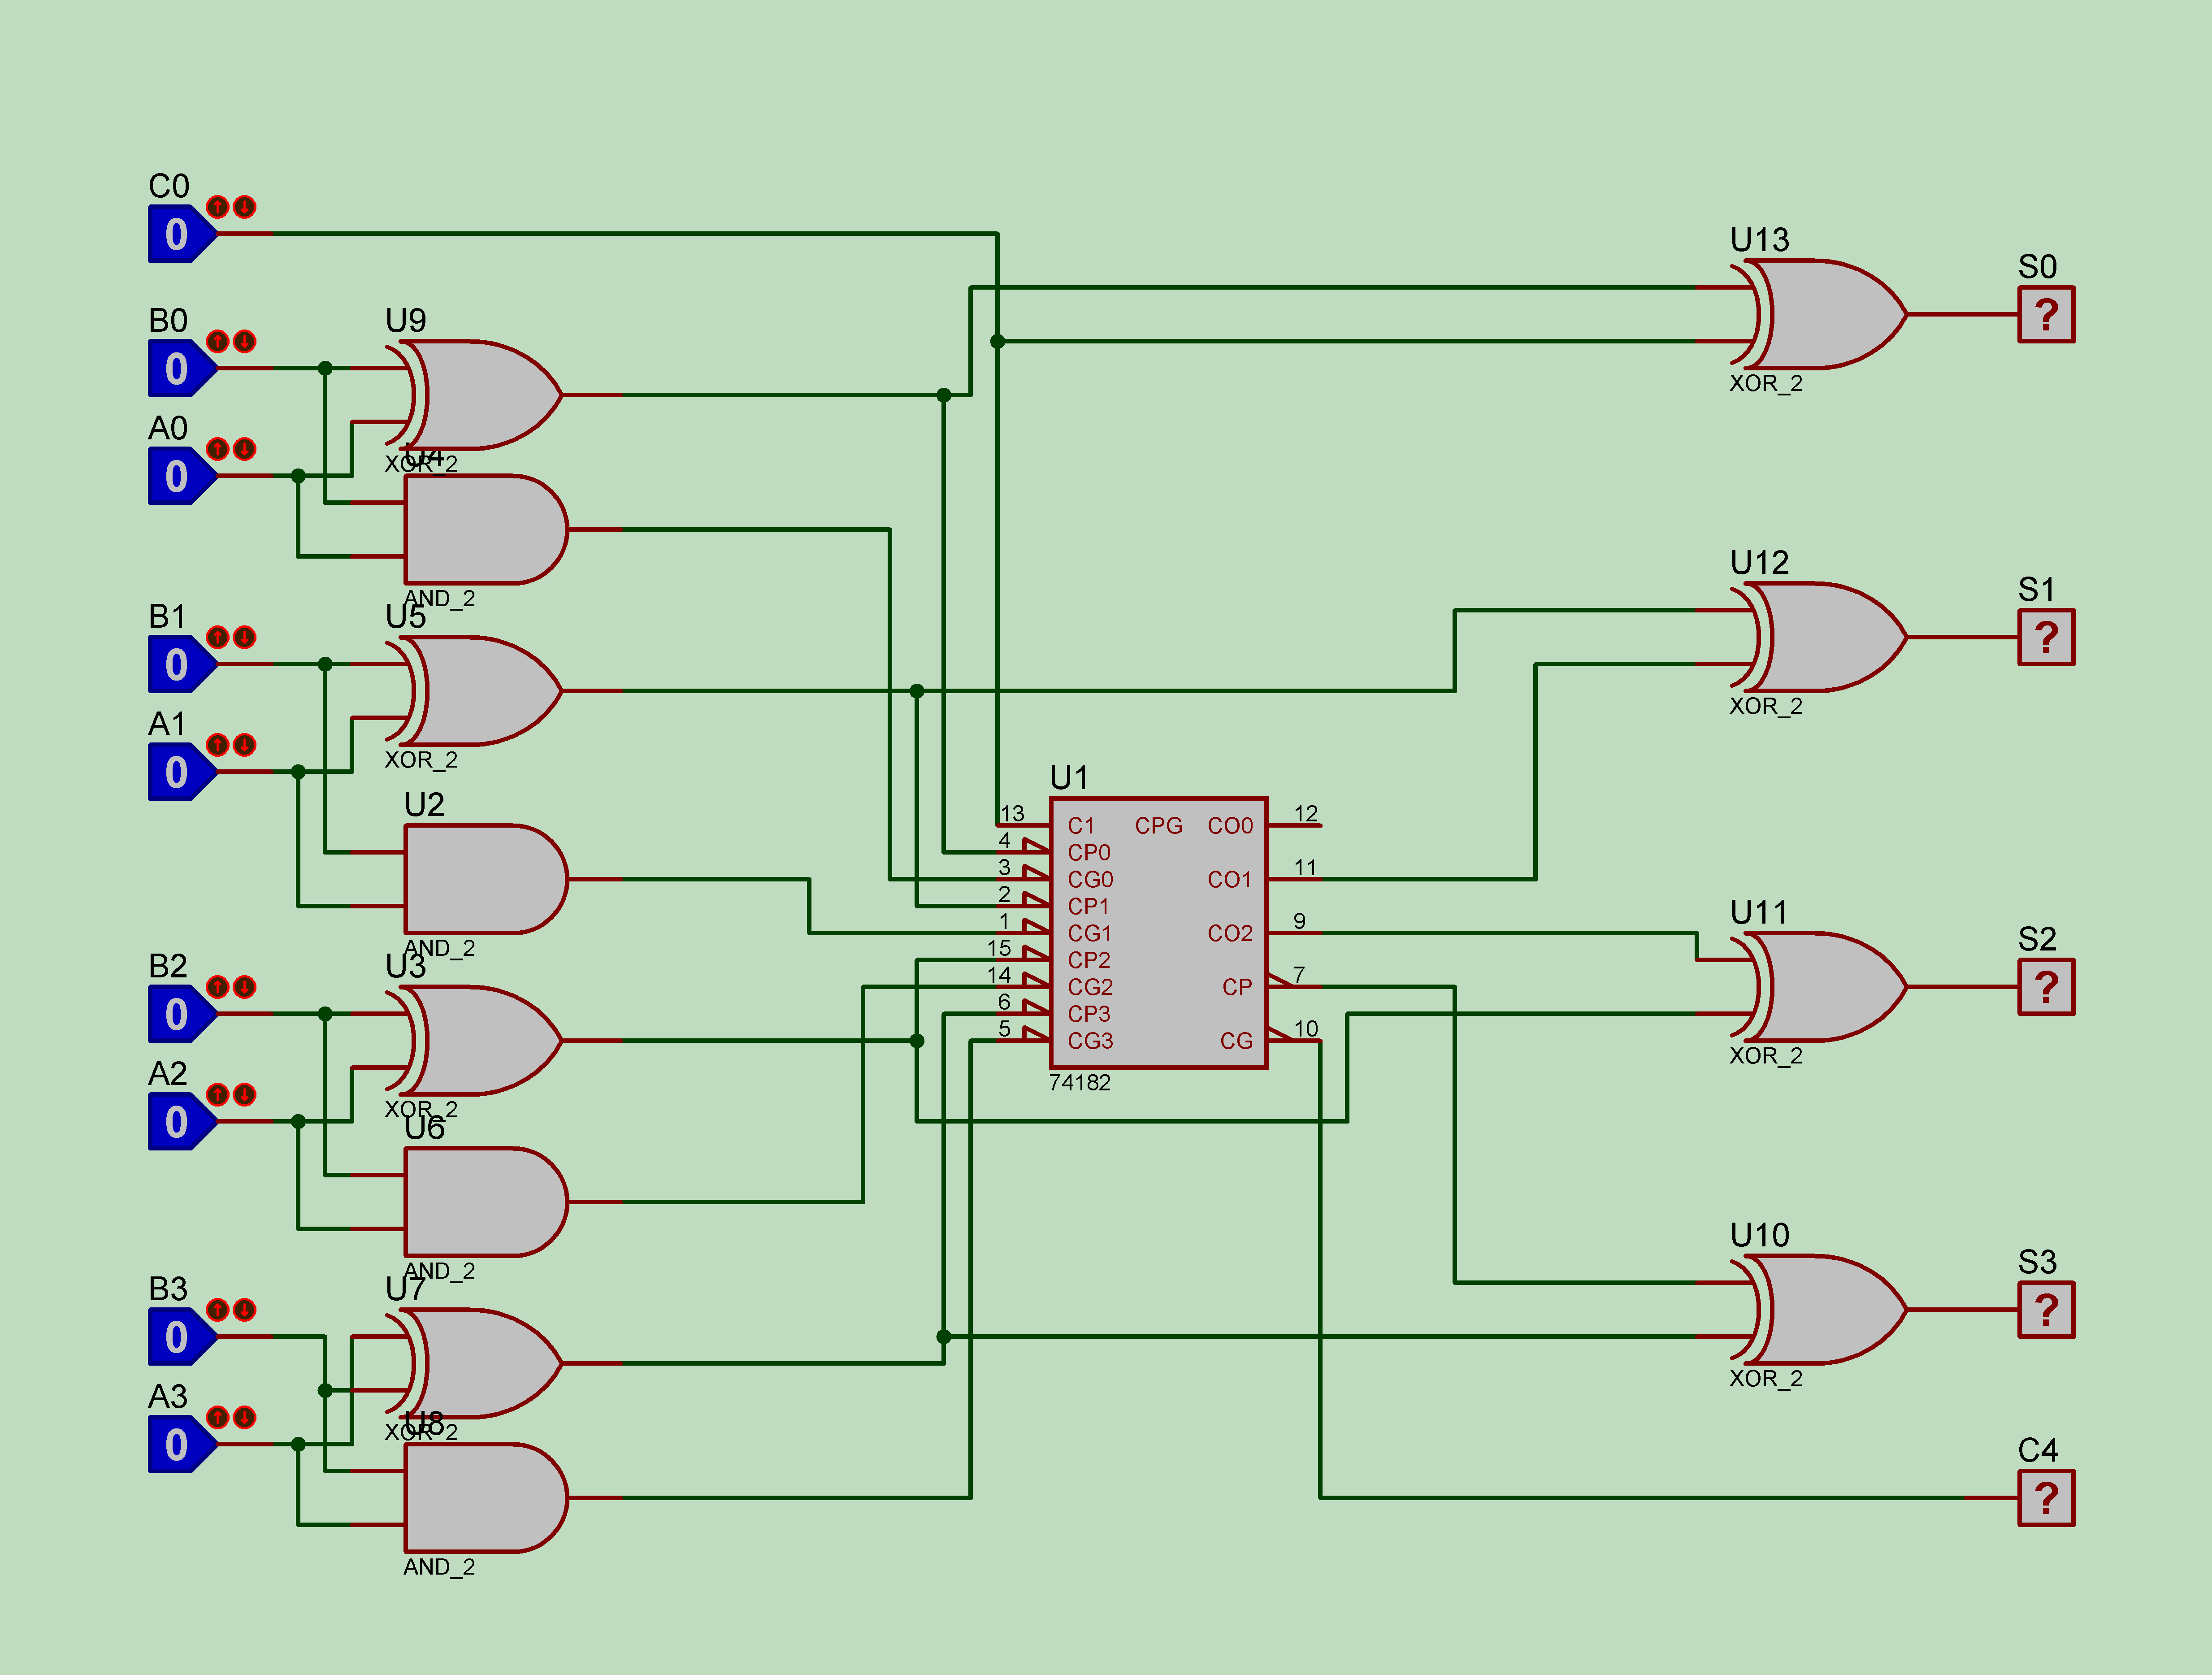 C0
0
B0
0
A0
0
U9
XOR_2
U4
AND_2
B1
0
A1
0
U5
XOR_2
U2
AND_2
B2
0
A2
0
U3
XOR_2
U6
AND_2
B3
0
A3
0
U7
XOR_2
U8
AND_2
U1
13 C1 CPG CO0 12
4 CP0
3 CG0 CO1 11
2 CP1
1 CG1 CO2 9
15 CP2
14 CG2 CP 7
6 CP3
5 CG3 CG 10
74182
U13
XOR_2
S0
?
U12
XOR_2
S1
?
U11
XOR_2
S2
?
U10
XOR_2
S3
?
C4
?